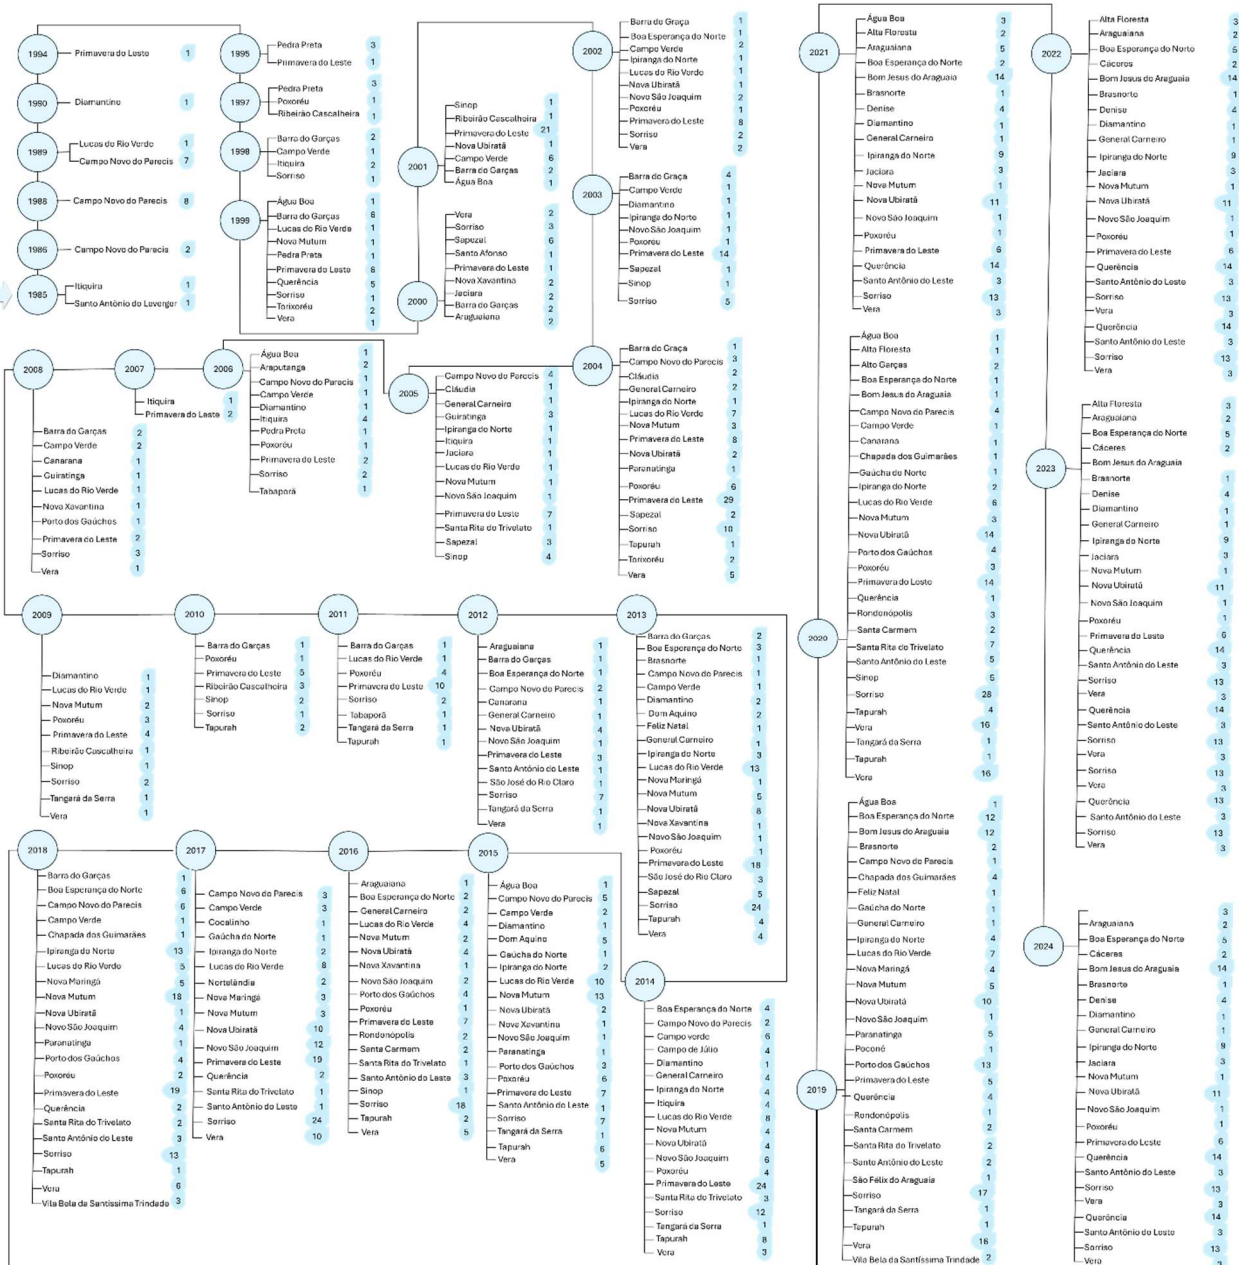 1994
Primavera do Leste 1
1990
Diamantino 1
1989
Lucas do Rio Verde 1
Campo Novo do Parecis 7
1988
Campo Novo do Parecis 8
1986
Campo Novo do Parecis 2
1985
Itiquira 1
Santo Antônio do Leverger 1
1995
Pedra Preta 3
Primavera do Leste 1
1997
Pedra Preta 3
Poxoréu 1
Ribeirão Cascalheira 1
1998
Barra do Garças 2
Campo Verde 1
Itiquira 2
Sorriso 1
1999
Água Boa 1
Barra do Garças 6
Lucas do Rio Verde 1
Nova Mutum 1
Pedra Preta 1
Primavera do Leste 8
Querência 5
Sorriso 1
Torixoréu 2
Vera 1
2001
Sinop 1
Ribeirão Cascalheira 1
Primavera do Leste 21
Nova Ubiratã 1
Campo Verde 6
Barra do Garças 2
Água Boa 1
2000
Vera 2
Sorriso 3
Sapezal 6
Santo Afonso 1
Primavera do Leste 1
Nova Xavantina 2
Jaciara 2
Barra do Garças 2
Araguaiana 2
2002
Barra do Graça 1
Boa Esperança do Norte 1
Campo Verde 2
Ipiranga do Norte 1
Lucas do Rio Verde 1
Nova Ubiratã 1
Novo São Joaquim 2
Poxoréu 1
Primavera do Leste 8
Sorriso 2
Vera 2
2003
Barra do Graça 4
Campo Verde 1
Diamantino 1
Ipiranga do Norte 1
Novo São Joaquim 1
Poxoreu 1
Primavera do Leste 14
Sapezal 1
Sinop 1
Sorriso 5
2004
Barra do Graça 1
Campo Novo do Parecis 3
Cláudia 2
General Carneiro 2
Ipiranga do Norte 1
Lucas do Rio Verde 7
Nova Mutum 3
Primavera do Leste 8
Nova Ubiratã 2
Paranatinga 1
Poxoréu 6
Primavera do Leste 29
Sapezal 2
Sorriso 10
Tapurah 1
Torixoréu 2
Vera 5
2005
Campo Novo do Parecis 4
Cláudia 1
General Carneiro 1
Guiratinga 3
Ipiranga do Norte 1
Itiquira 1
Jaciara 1
Lucas do Rio Verde 1
Nova Mutum 1
Novo São Joaquim 1
Primavera do Leste 7
Santa Rita do Trivelato 1
Sapezal 3
Sinop 4
2006
Água Boa 1
Araputanga 2
Campo Novo do Parecis 1
Campo Verde 1
Diamantino 1
Itiquira 4
Pedra Preta 1
Poxoréu 1
Primavera do Leste 2
Sorriso 2
Tabaporã 1
2007
Itiquira 1
Primavera do Leste 2
2008
Barra do Garças 2
Campo Verde 2
Canarana 1
Guiratinga 1
Lucas do Rio Verde 1
Nova Xavantina 1
Porto dos Gaúchos 1
Primavera do Leste 2
Sorriso 3
Vera 1
2009
Diamantino 1
Lucas do Rio Verde 1
Nova Mutum 2
Poxoréu 3
Primavera do Leste 4
Ribeirão Cascalheira 1
Sinop 1
Sorriso 2
Tangará da Serra 1
Vera 1
2010
Barra do Garças 1
Poxoréu 1
Primavera do Leste 5
Ribeirão Cascalheira 3
Sinop 2
Sorriso 1
Tapurah 2
2011
Barra do Garças 1
Lucas do Rio Verde 1
Poxoréu 4
Primavera do Leste 10
Sorriso 2
Tabaporã 1
Tangará da Serra 1
Tapurah 1
2012
Araguaiana 1
Barra do Garças 1
Boa Esperança do Norte 1
Campo Novo do Parecis 2
Canarana 1
General Carneiro 1
Nova Ubiratã 4
Novo São Joaquim 1
Primavera do Leste 3
Santo Antônio do Leste 1
São José do Rio Claro 1
Sorriso 7
Tangará da Serra 1
Vera 1
2013
Barra do Garças 2
Boa Esperança do Norte 3
Brasnorte 1
Campo Novo do Parecis 1
Campo Verde 1
Diamantino 2
Dom Aquino 2
Feliz Natal 1
General Carneiro 1
Ipiranga do Norte 3
Lucas do Rio Verde 13
Nova Maringá 1
Nova Mutum 5
Nova Ubiratã 8
Nova Xavantina 1
Novo São Joaquim 1
Poxoréu 1
Primavera do Leste 18
São José do Rio Claro 3
Sapezal 5
Sorriso 24
Tapurah 4
Vera 4
2018
Barra do Garças 1
Boa Esperança do Norte 6
Campo Novo do Parecis 6
Campo Verde 1
Chapada dos Guimarães 1
Ipiranga do Norte 13
Lucas do Rio Verde 5
Nova Maringá 5
Nova Mutum 18
Nova Ubiratã 1
Novo São Joaquim 4
Paranatinga 1
Porto dos Gaúchos 4
Poxoréu 2
Primavera do Leste 19
Querência 2
Santa Rita do Trivelato 2
Santo Antônio do Leste 3
Sorriso 13
Tapurah 1
Vera 6
Vila Bela da Santíssima Trindade 3
2017
Campo Novo do Parecis 3
Campo Verde 3
Cocalinho 1
Gaúcha do Norte 1
Ipiranga do Norte 2
Lucas do Rio Verde 8
Nortelândia 2
Nova Maringá 3
Nova Mutum 3
Nova Ubiratã 10
Novo São Joaquim 12
Primavera do Leste 19
Querência 2
Santa Rita do Trivelato 1
Santo Antônio do Leste 1
Sorriso 24
Vera 10
2016
Araguaiana 1
Boa Esperança do Norte 2
General Carneiro 2
Lucas do Rio Verde 4
Nova Mutum 2
Nova Ubiratã 4
Nova Xavantina 1
Novo São Joaquim 2
Porto dos Gaúchos 4
Poxoréu 1
Primavera do Leste 7
Rondonópolis 2
Santa Carmem 2
Santa Rita do Trivelato 1
Santo Antônio do Leste 3
Sinop 1
Sorriso 18
Tapurah 2
Vera 5
2015
Água Boa 1
Campo Novo do Parecis 5
Campo Verde 2
Diamantino 1
Dom Aquino 5
Gaúcha do Norte 1
Ipiranga do Norte 2
Lucas do Rio Verde 10
Nova Mutum 13
Nova Ubiratã 2
Nova Xavantina 1
Novo São Joaquim 1
Paranatinga 1
Porto dos Gaúchos 3
Poxoréu 6
Primavera do Leste 7
Santo Antônio do Leste 1
Sorriso 7
Tangará da Serra 1
Tapurah 6
Vera 5
2014
Boa Esperança do Norte 4
Campo Novo do Parecis 2
Campo verde 6
Campo de Júlio 4
Diamantino 1
General Carneiro 4
Ipiranga do Norte 4
Itiquira 4
Lucas do Rio Verde 8
Nova Mutum 4
Nova Ubiratã 4
Novo São Joaquim 6
Poxoréu 4
Primavera do Leste 24
Santa Rita do Trivelato 3
Sorriso 12
Tangará da Serra 1
Tapurah 8
Vera 3
2021
Água Boa 3
Alta Floresta 2
Araguaiana 5
Boa Esperança do Norte 2
Bom Jesus do Araguaia 14
Brasnorte 1
Denise 4
Diamantino 1
General Carneiro 1
Ipiranga do Norte 9
Jaciara 3
Nova Mutum 1
Nova Ubiratã 11
Novo São Joaquim 1
Poxoréu 1
Primavera do Leste 6
Querência 14
Santo Antônio do Leste 3
Sorriso 13
Vera 3
2020
Água Boa 1
Alta Floresta 1
Alto Garças 2
Boa Esperança do Norte 1
Bom Jesus do Araguaia 1
Campo Novo do Parecis 4
Campo Verde 1
Canarana 1
Chapada dos Guimarães 1
Gaúcha do Norte 1
Ipiranga do Norte 2
Lucas do Rio Verde 6
Nova Mutum 3
Nova Ubiratã 14
Porto dos Gaúchos 4
Poxoréu 3
Primavera do Leste 14
Querência 1
Rondonópolis 3
Santa Carmem 2
Santa Rita do Trivelato 7
Santo Antônio do Leste 5
Sinop 5
Sorriso 28
Tapurah 4
Vera 16
Tangará da Serra 1
Tapurah 1
Vera 16
2019
Água Boa 1
Boa Esperança do Norte 12
Bom Jesus do Araguaia 12
Brasnorte 2
Campo Novo do Parecis 1
Chapada dos Guimarães 4
Feliz Natal 1
Gaúcha do Norte 1
General Carneiro 1
Ipiranga do Norte 4
Lucas do Rio Verde 7
Nova Maringá 4
Nova Mutum 5
Nova Ubiratã 10
Novo São Joaquim 1
Paranatinga 5
Poconé 1
Porto dos Gaúchos 13
Primavera do Leste 5
Querência 4
Rondonópolis 1
Santa Carmem 2
Santa Rita do Trivelato 2
Santo Antônio do Leste 2
São Félix do Araguaia 1
Sorriso 17
Tangará da Serra 1
Tapurah 1
Vera 16
Vila Bela da Santíssima Trindade 2
2022
Alta Floresta 3
Araguaiana 2
Boa Esperança do Norte 5
Cáceres 2
Bom Jesus do Araguaia 14
Brasnorte 1
Denise 4
Diamantino 1
General Carneiro 1
Ipiranga do Norte 9
Jaciara 3
Nova Mutum 1
Nova Ubiratã 11
Novo São Joaquim 1
Poxoréu 1
Primavera do Leste 6
Querência 14
Santo Antônio do Leste 3
Sorriso 13
Vera 3
Querência 14
Santo Antônio do Leste 3
Sorriso 13
Vera 3
2023
Alta Floresta 3
Araguaiana 2
Boa Esperança do Norte 5
Cáceres 2
Bom Jesus do Araguaia
Brasnorte 1
Denise 4
Diamantino 1
General Carneiro 1
Ipiranga do Norte 9
Jaciara 3
Nova Mutum 1
Nova Ubiratã 11
Novo São Joaquim 1
Poxoréu 1
Primavera do Leste 6
Querência 14
Santo Antônio do Leste 3
Sorriso 13
Vera 3
Querência 14
Santo Antônio do Leste 3
Sorriso 13
Vera 3
Sorriso 13
Vera 3
Querência 13
Santo Antônio do Leste 3
Sorriso 13
Vera 3
2024
3
Araguaiana 2
Boa Esperança do Norte 5
Cáceres 2
Bom Jesus do Araguaia 14
Brasnorte 1
Denise 4
Diamantino 1
General Carneiro 1
Ipiranga do Norte 9
Jaciara 3
Nova Mutum 1
Nova Ubiratã 11
Novo São Joaquim 1
Poxoréu 1
Primavera do Leste 6
Querência 14
Santo Antônio do Leste 3
Sorriso 13
Vera 3
Querência 14
Santo Antônio do Leste 3
Sorriso 13
Vera 3